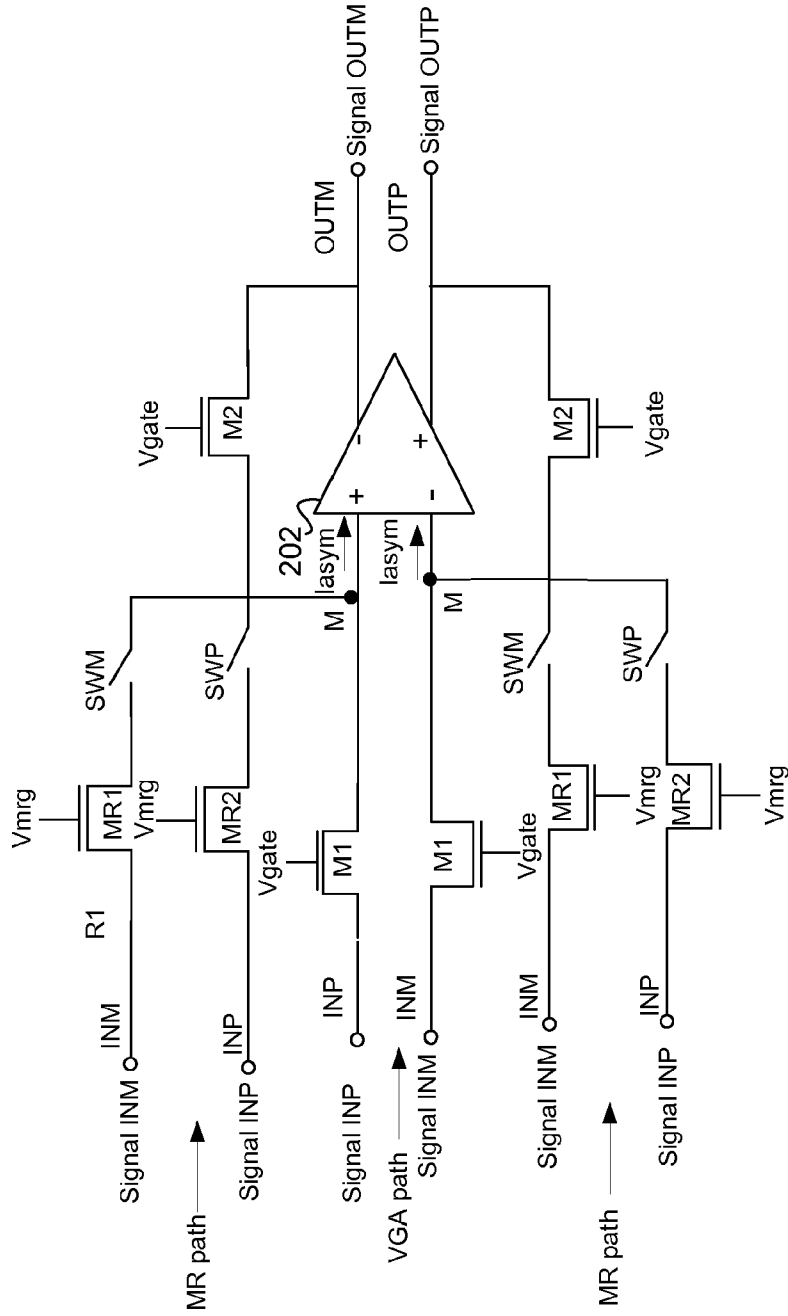 Vmrg
MR1
SWM
R1
INM
Signal INM
Vmrg
MR2
SWP
INP
Signal INP
MR path
Vgate
M2
OUTM
Signal OUTM
Vgate
M1
INP
Signal INP
M
Iasym
202
+
-
VGA path
INM
Signal INM
M1
Vgate
M
Iasym
-
+
OUTP
Signal OUTP
M2
Vgate
SWM
MR1
Vmrg
INM
Signal INM
SWP
MR2
Vmrg
INP
Signal INP
MR path